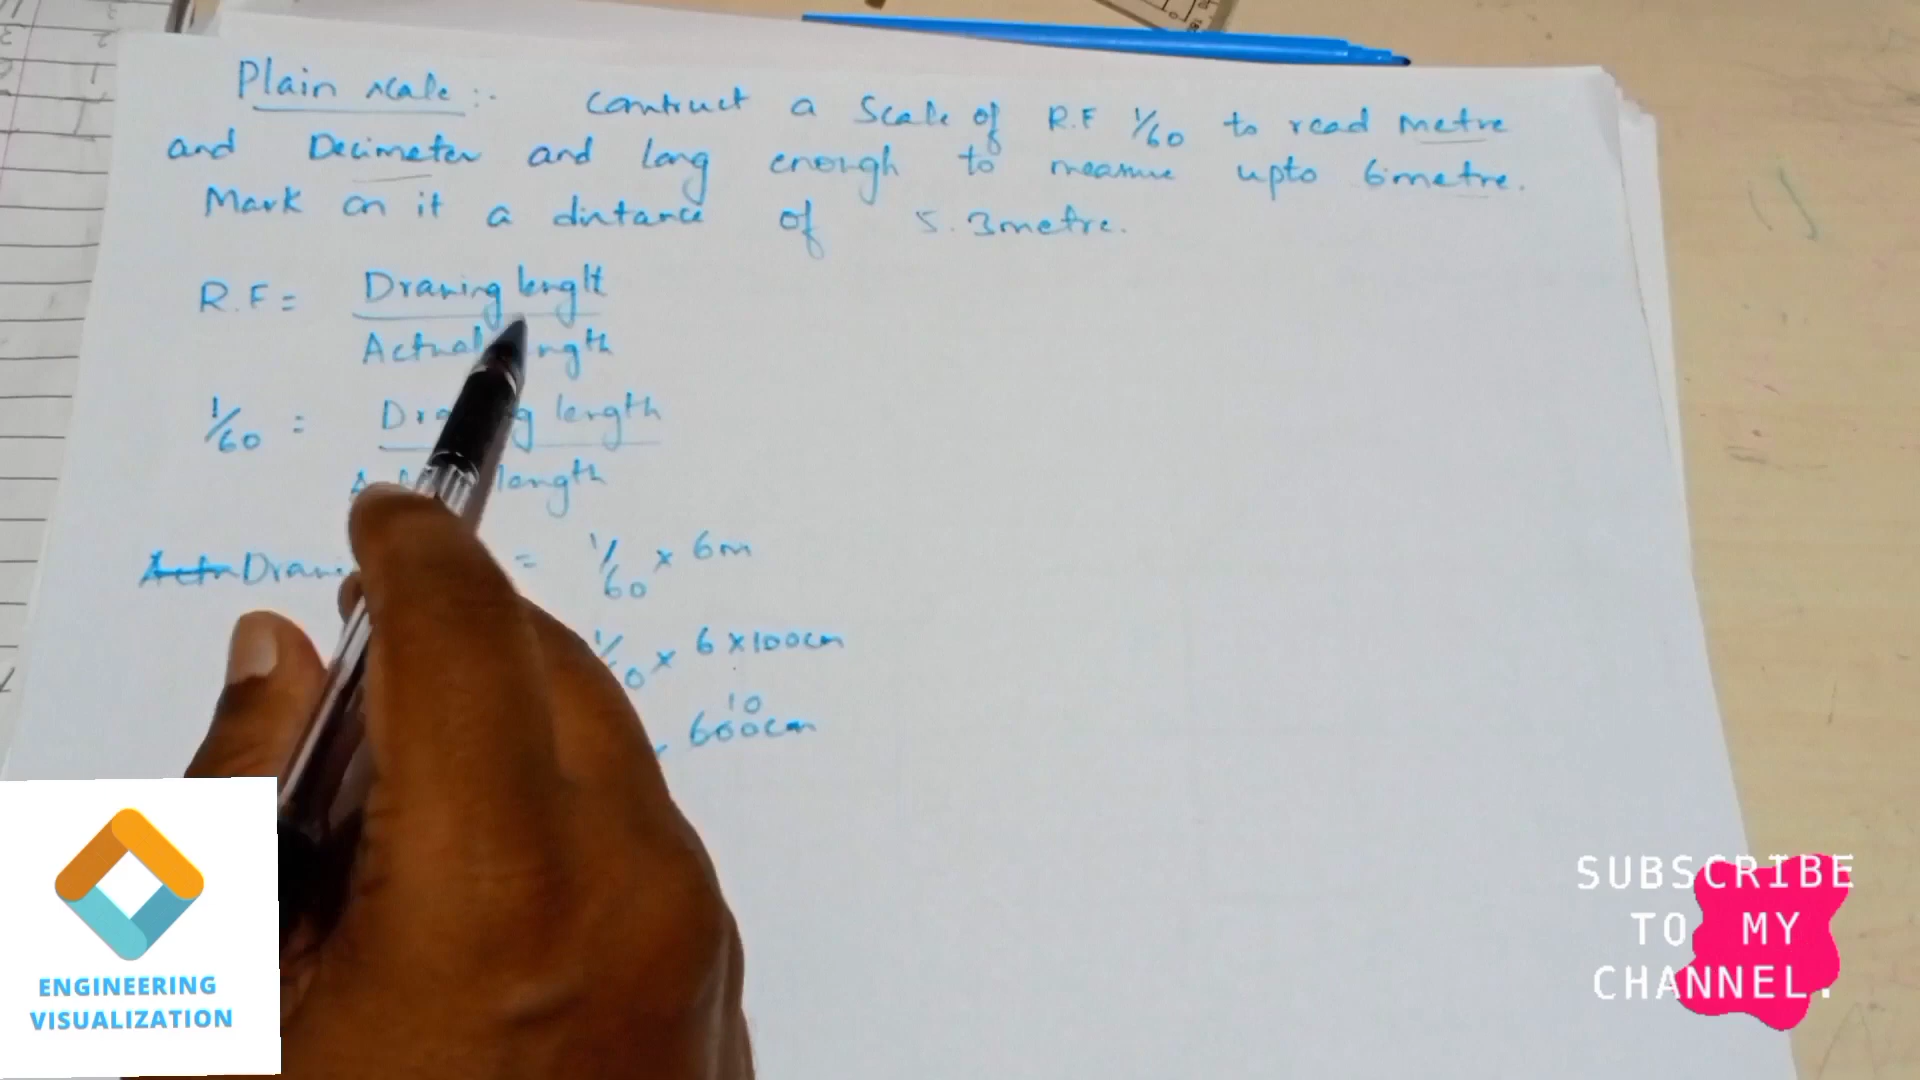 Plain scale :- Construct a Scale of R.F 1/60 to read metre
and Decimeter and long enough to measure upto 6metre.
Mark on it a distance of 5.3metre.
R.F = Drawing length
Actual length
1/60 = Drawing length
length
= 1/60 × 6m
× 6 ×100cm
10
600cm
ENGINEERING
VISUALIZATION
SUBSCRIBE
TO MY
CHANNEL.